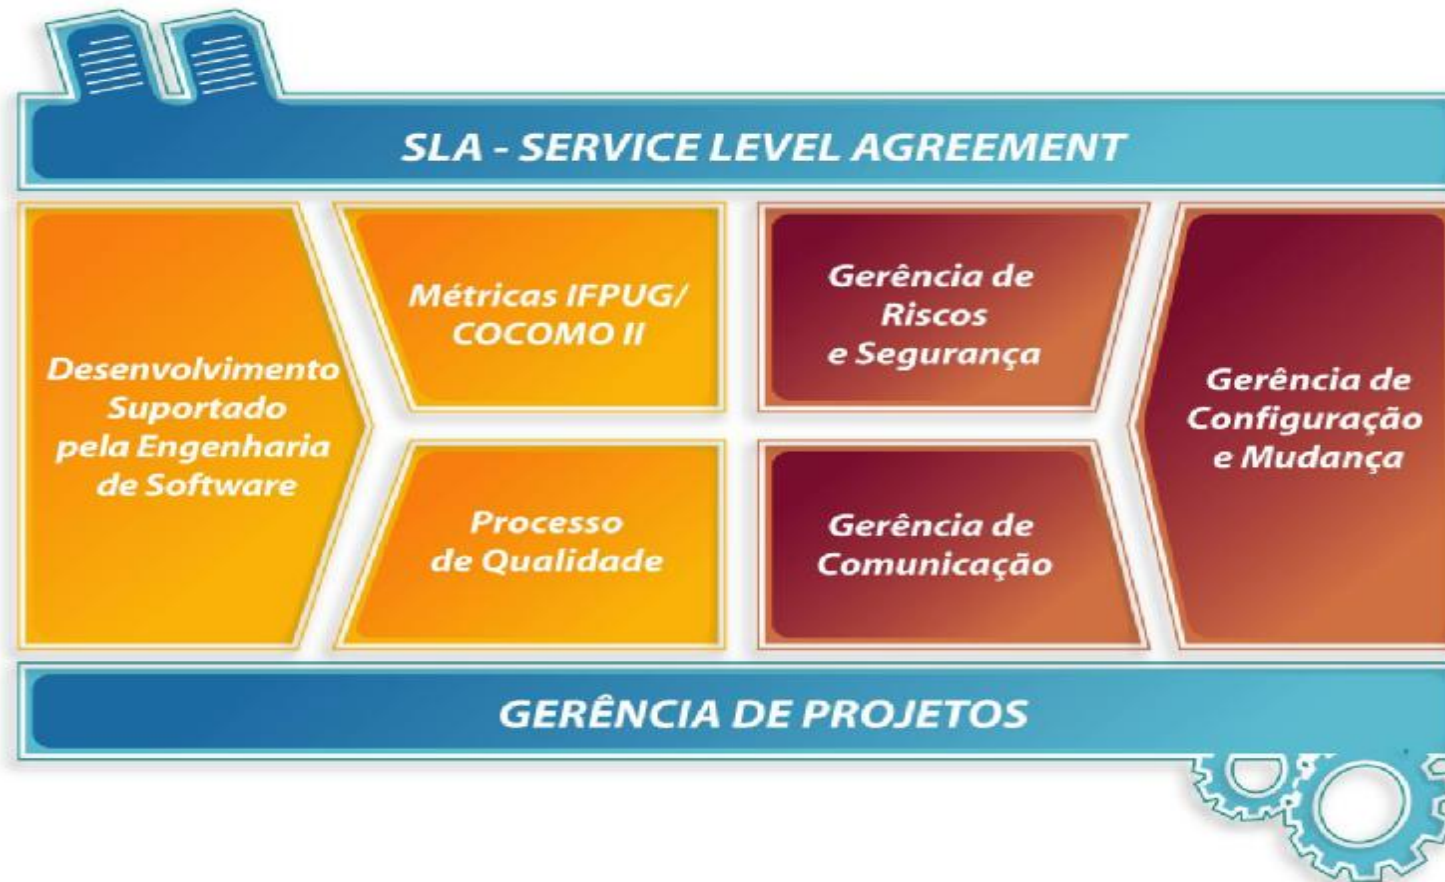 SLA - SERVICE LEVEL AGREEMENT
Desenvolvimento
Suportado
pela Engenharia
de Software
Métricas IFPUG/
COCOMO II
Processo
de Qualidade
Gerência de
Riscos
e Segurança
Gerência de
Comunicação
Gerência de
Configuração
e Mudança
GERÊNCIA DE PROJETOS